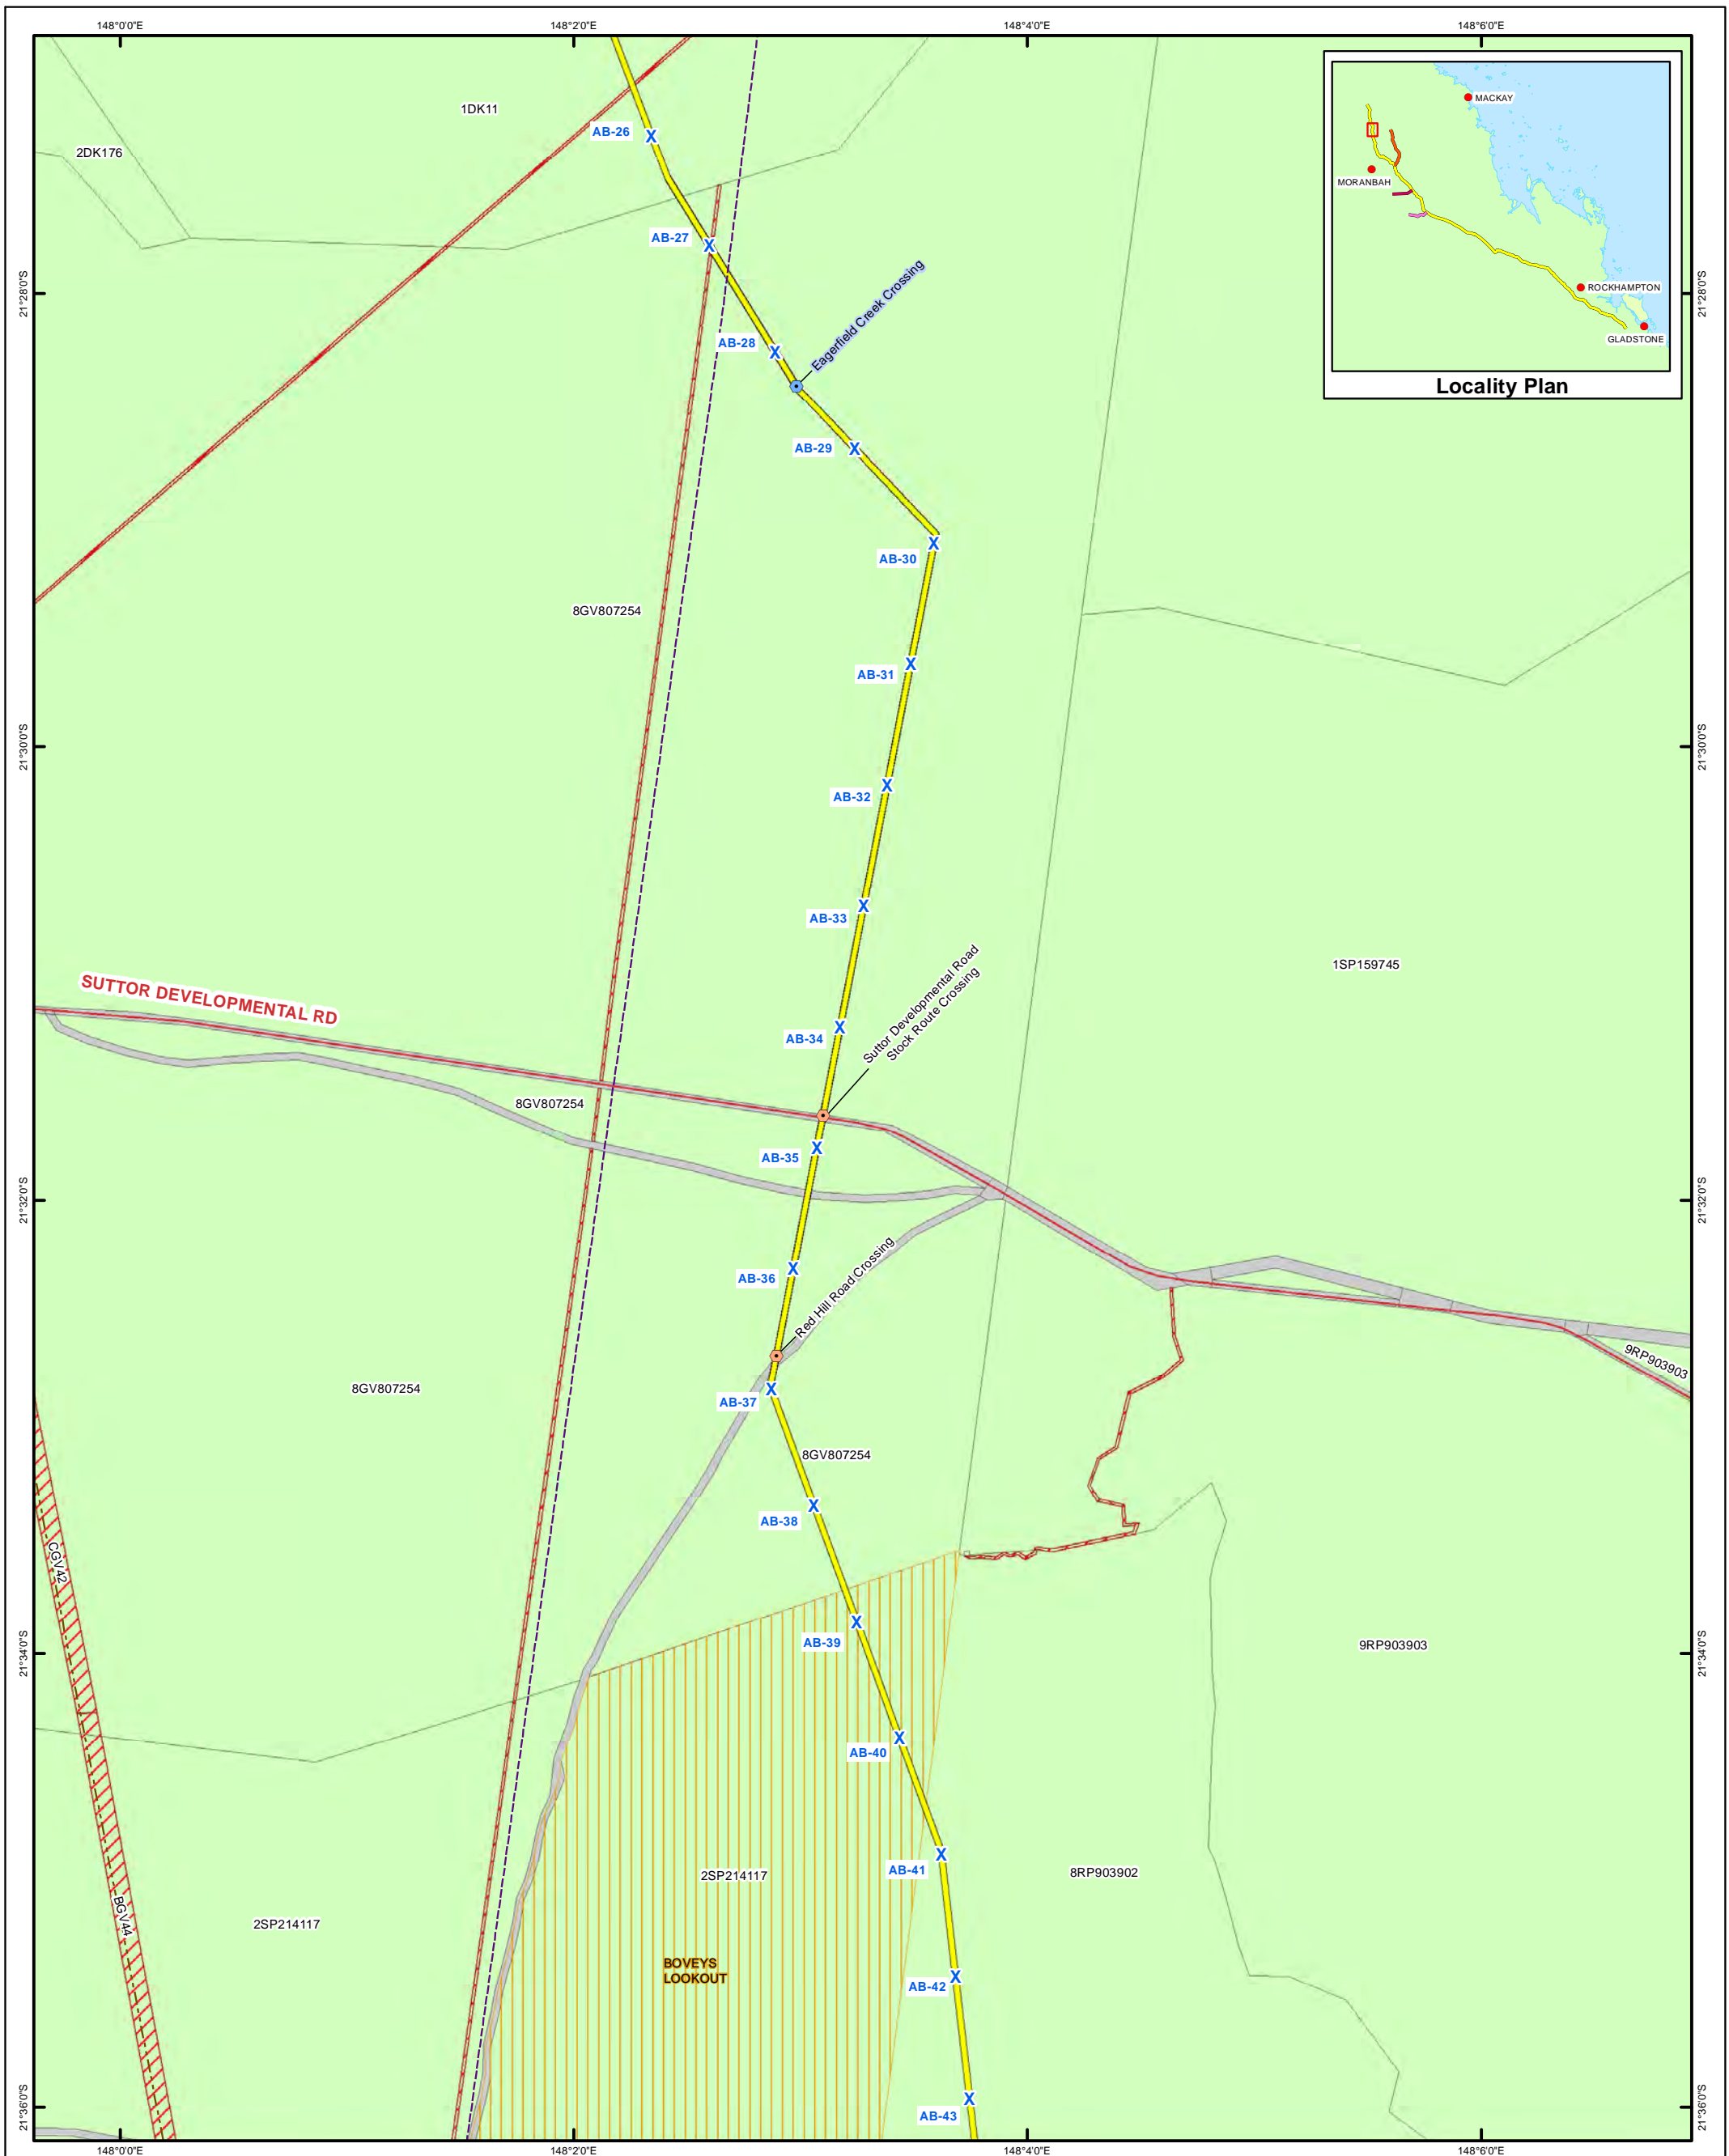 148°0'0"E
148°2'0"E
148°4'0"E
148°6'0"E
1DK11
2DK176
AB-26
X
MACKAY
MORANBAH
ROCKHAMPTON
GLADSTONE
Locality Plan
AB-27
X
21°28'0"S
21°28'0"S
Eagerfield Creek Crossing
AB-28
X
AB-29
X
AB-30
X
8GV807254
AB-31
X
21°30'0"S
21°30'0"S
AB-32
X
AB-33
X
1SP159745
SUTTOR DEVELOPMENTAL RD
Suttor Developmental Road
Stock Route Crossing
AB-34
X
8GV807254
AB-35
X
21°32'0"S
21°32'0"S
AB-36
X
Red Hill Road Crossing
9RP903903
8GV807254
AB-37
X
8GV807254
AB-38
X
CGV42
AB-39
X
21°34'0"S
21°34'0"S
9RP903903
AB-40
X
AB-41
X
2SP214117
8RP903902
BGV44
2SP214117
BOVEYS
LOOKOUT
AB-42
X
AB-43
X
21°36'0"S
21°36'0"S
148°0'0"E
148°2'0"E
148°4'0"E
148°6'0"E